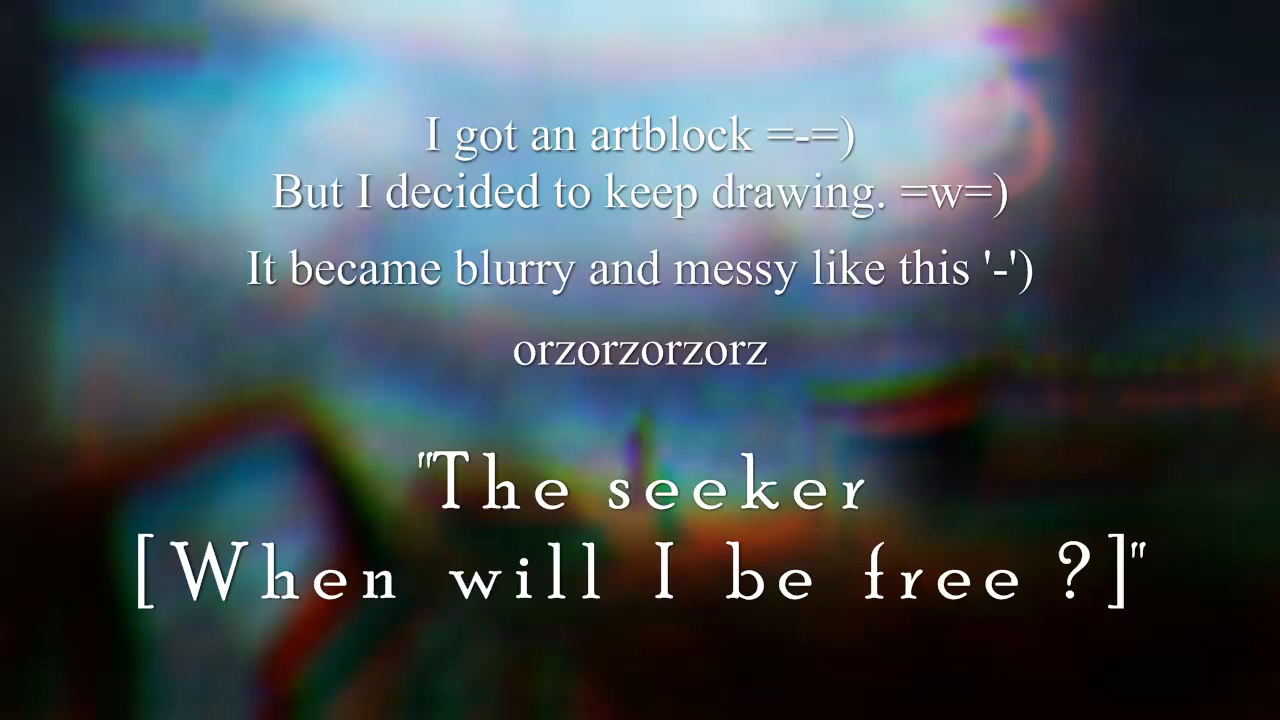 I got an artblock =-=)
But I decided to keep drawing. =w=)
It became blurry and messy like this '-')
orzorzorzorz
"The seeker
[When will I be free ?]"